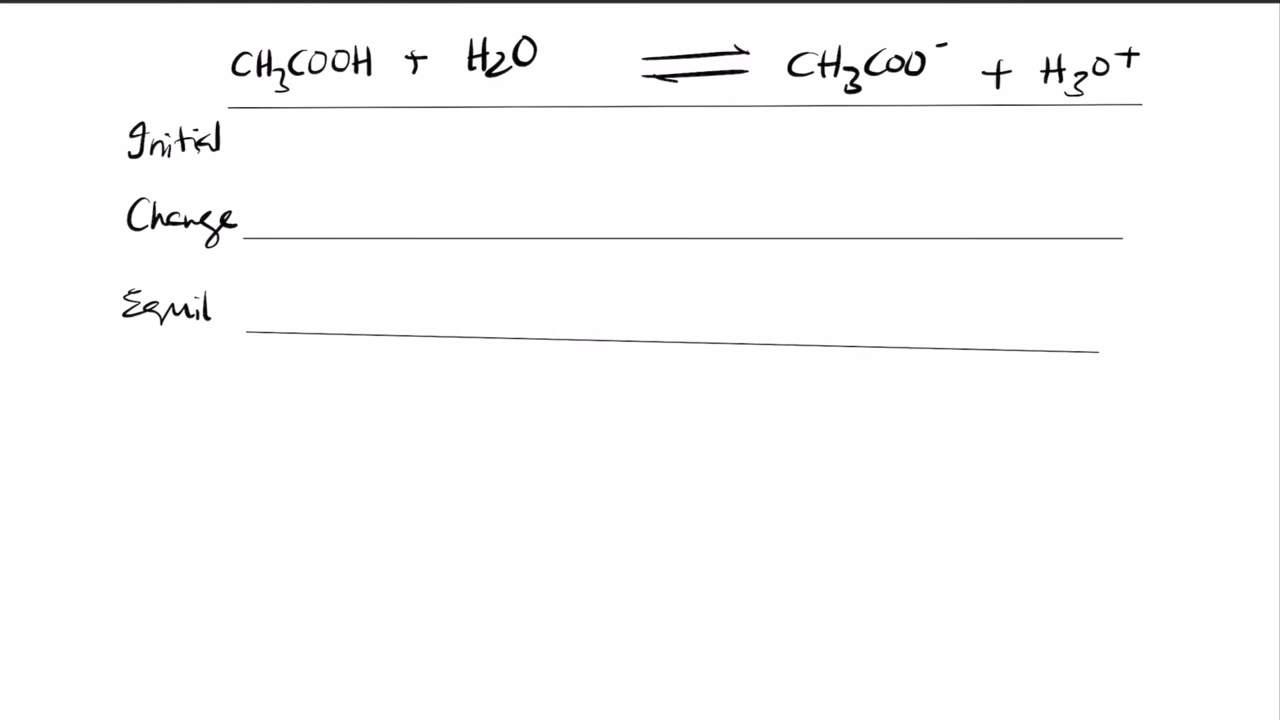 CH₃COOH + H₂O ⇌ CH₃COO⁻ + H₃O⁺
Initial
Change
Equil